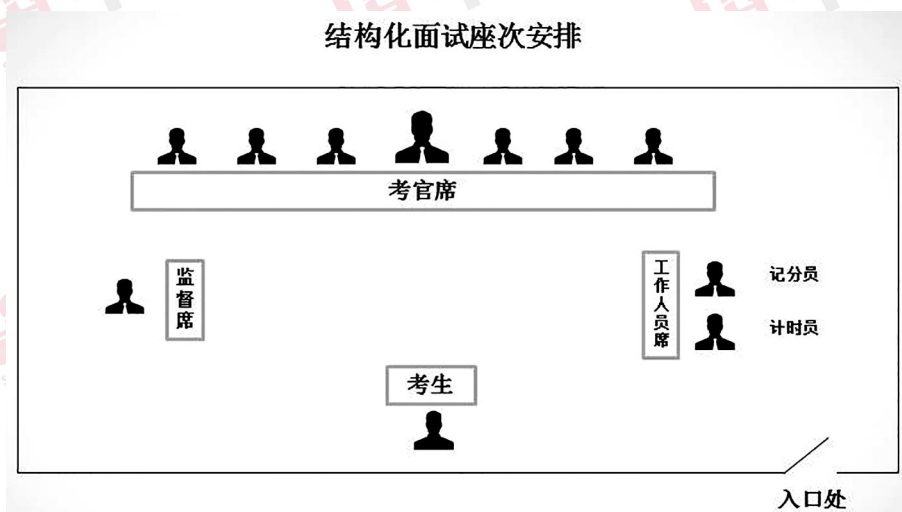 结构化面试座次安排
考官席
监督席
工作人员席
记分员
计时员
考生
入口处